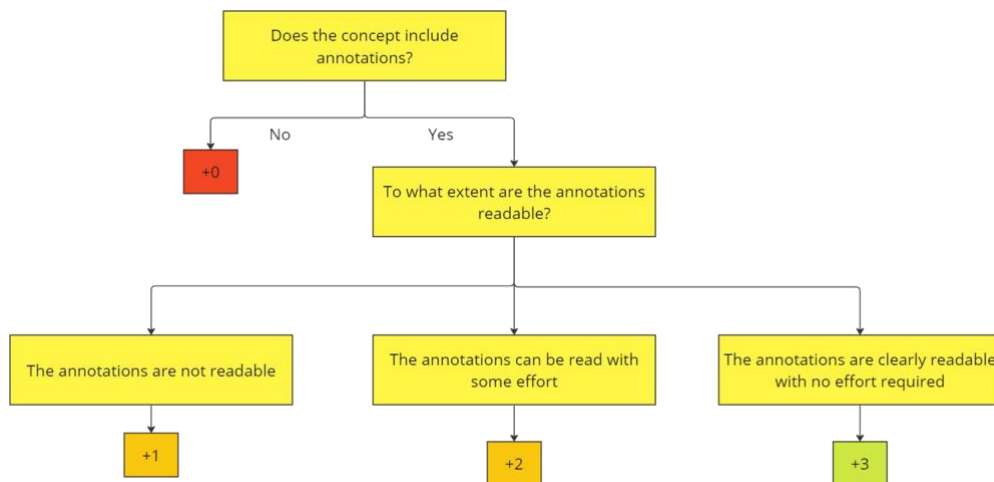 Does the concept include
annotations?
No
Yes
+0
To what extent are the annotations
readable?
The annotations are not readable
The annotations can be read with
some effort
The annotations are clearly readable
with no effort required
+1
+2
+3